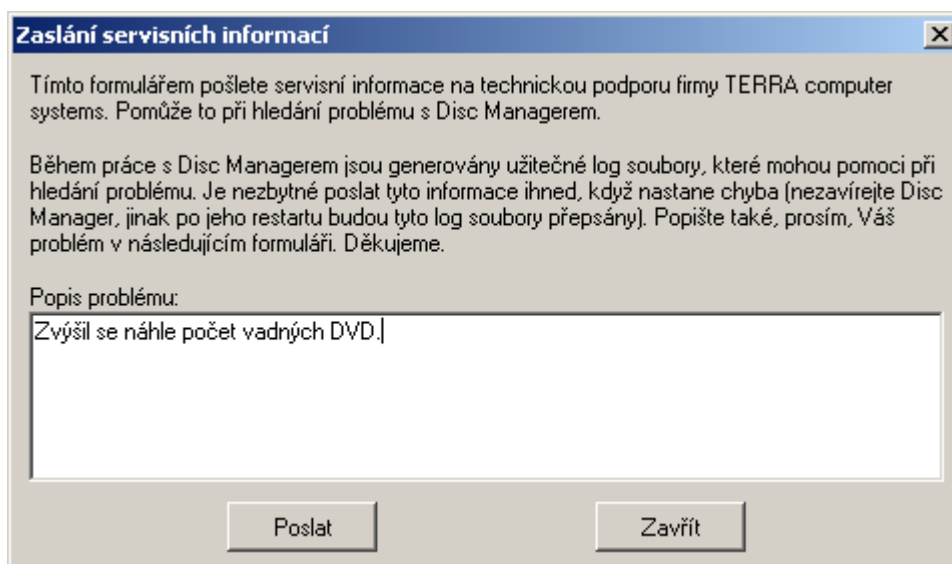 Zaslání servisních informací
Tímto formulářem pošlete servisní informace na technickou podporu firmy TERRA computer
systems. Pomůže to při hledání problému s Disc Managerem.
Během práce s Disc Managerem jsou generovány užitečné log soubory, které mohou pomoci při
hledání problému. Je nezbytné poslat tyto informace ihned, když nastane chyba (nezavírejte Disc
Manager, jinak po jeho restartu budou tyto log soubory přepsány). Popište také, prosím, Váš
problém v následujícím formuláři. Děkujeme.
Popis problému:
Zvýšil se náhle počet vadných DVD.
Poslat
Zavřít